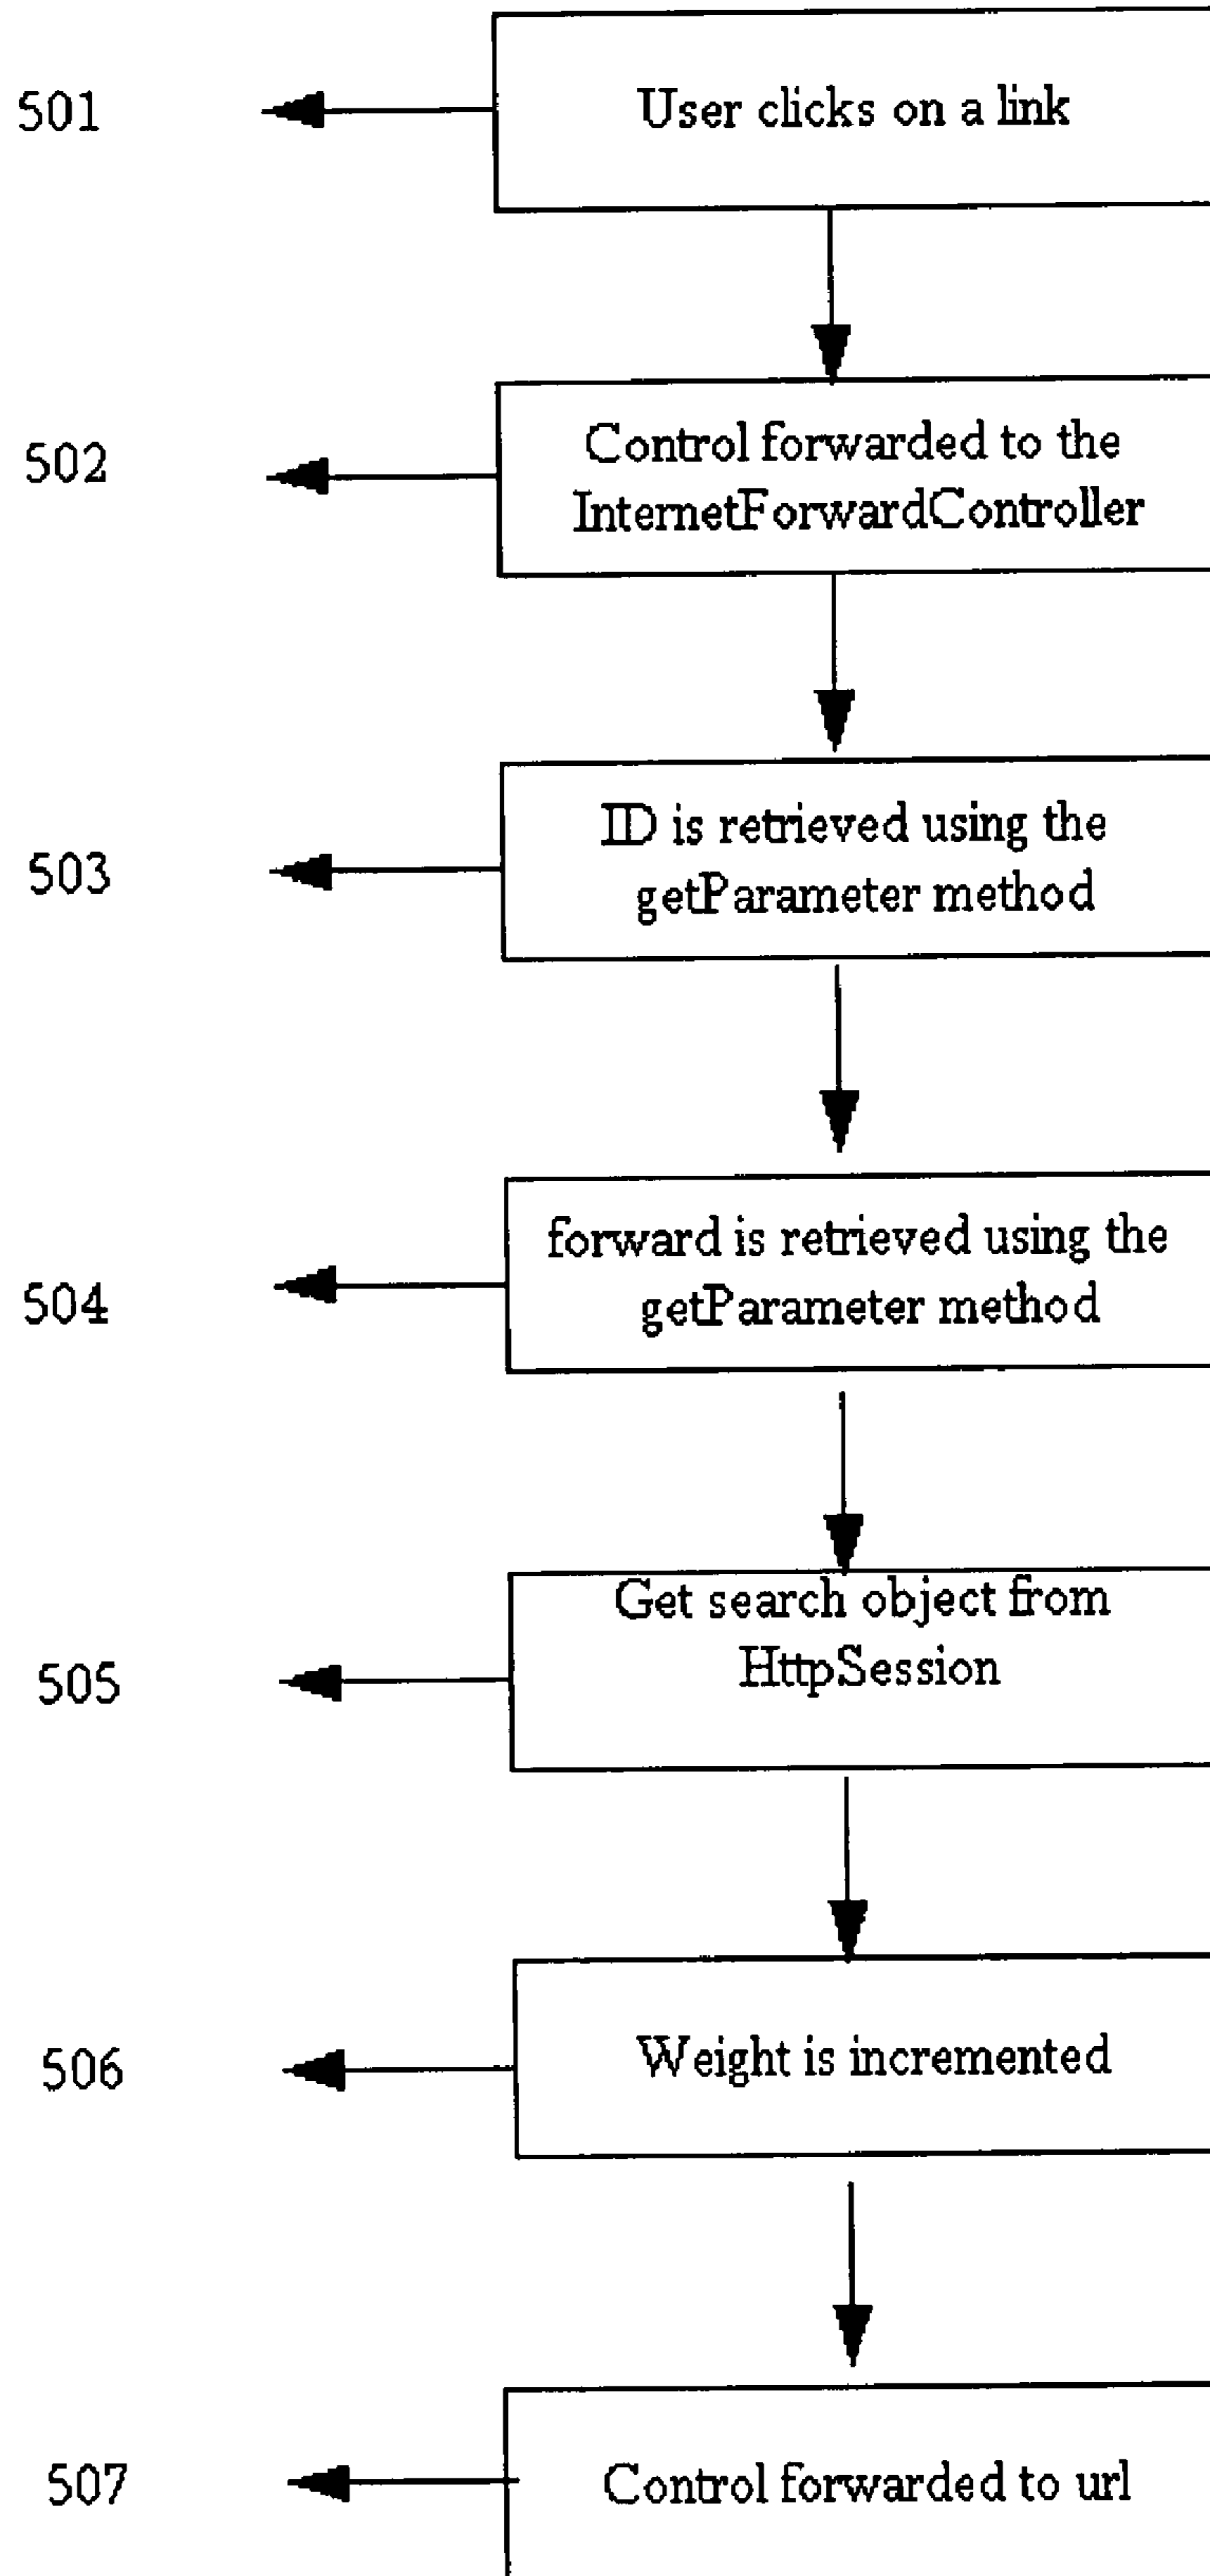 501
User clicks on a link
502
Control forwarded to the
InternetForwardController
503
ID is retrieved using the
getParameter method
504
forward is retrieved using the
getParameter method
505
Get search object from
HttpSession
506
Weight is incremented
507
Control forwarded to url